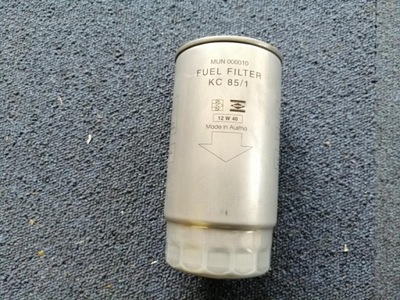 MUN 000010
FUEL FILTER
KC 85/1
12 W 40
Made in Austria